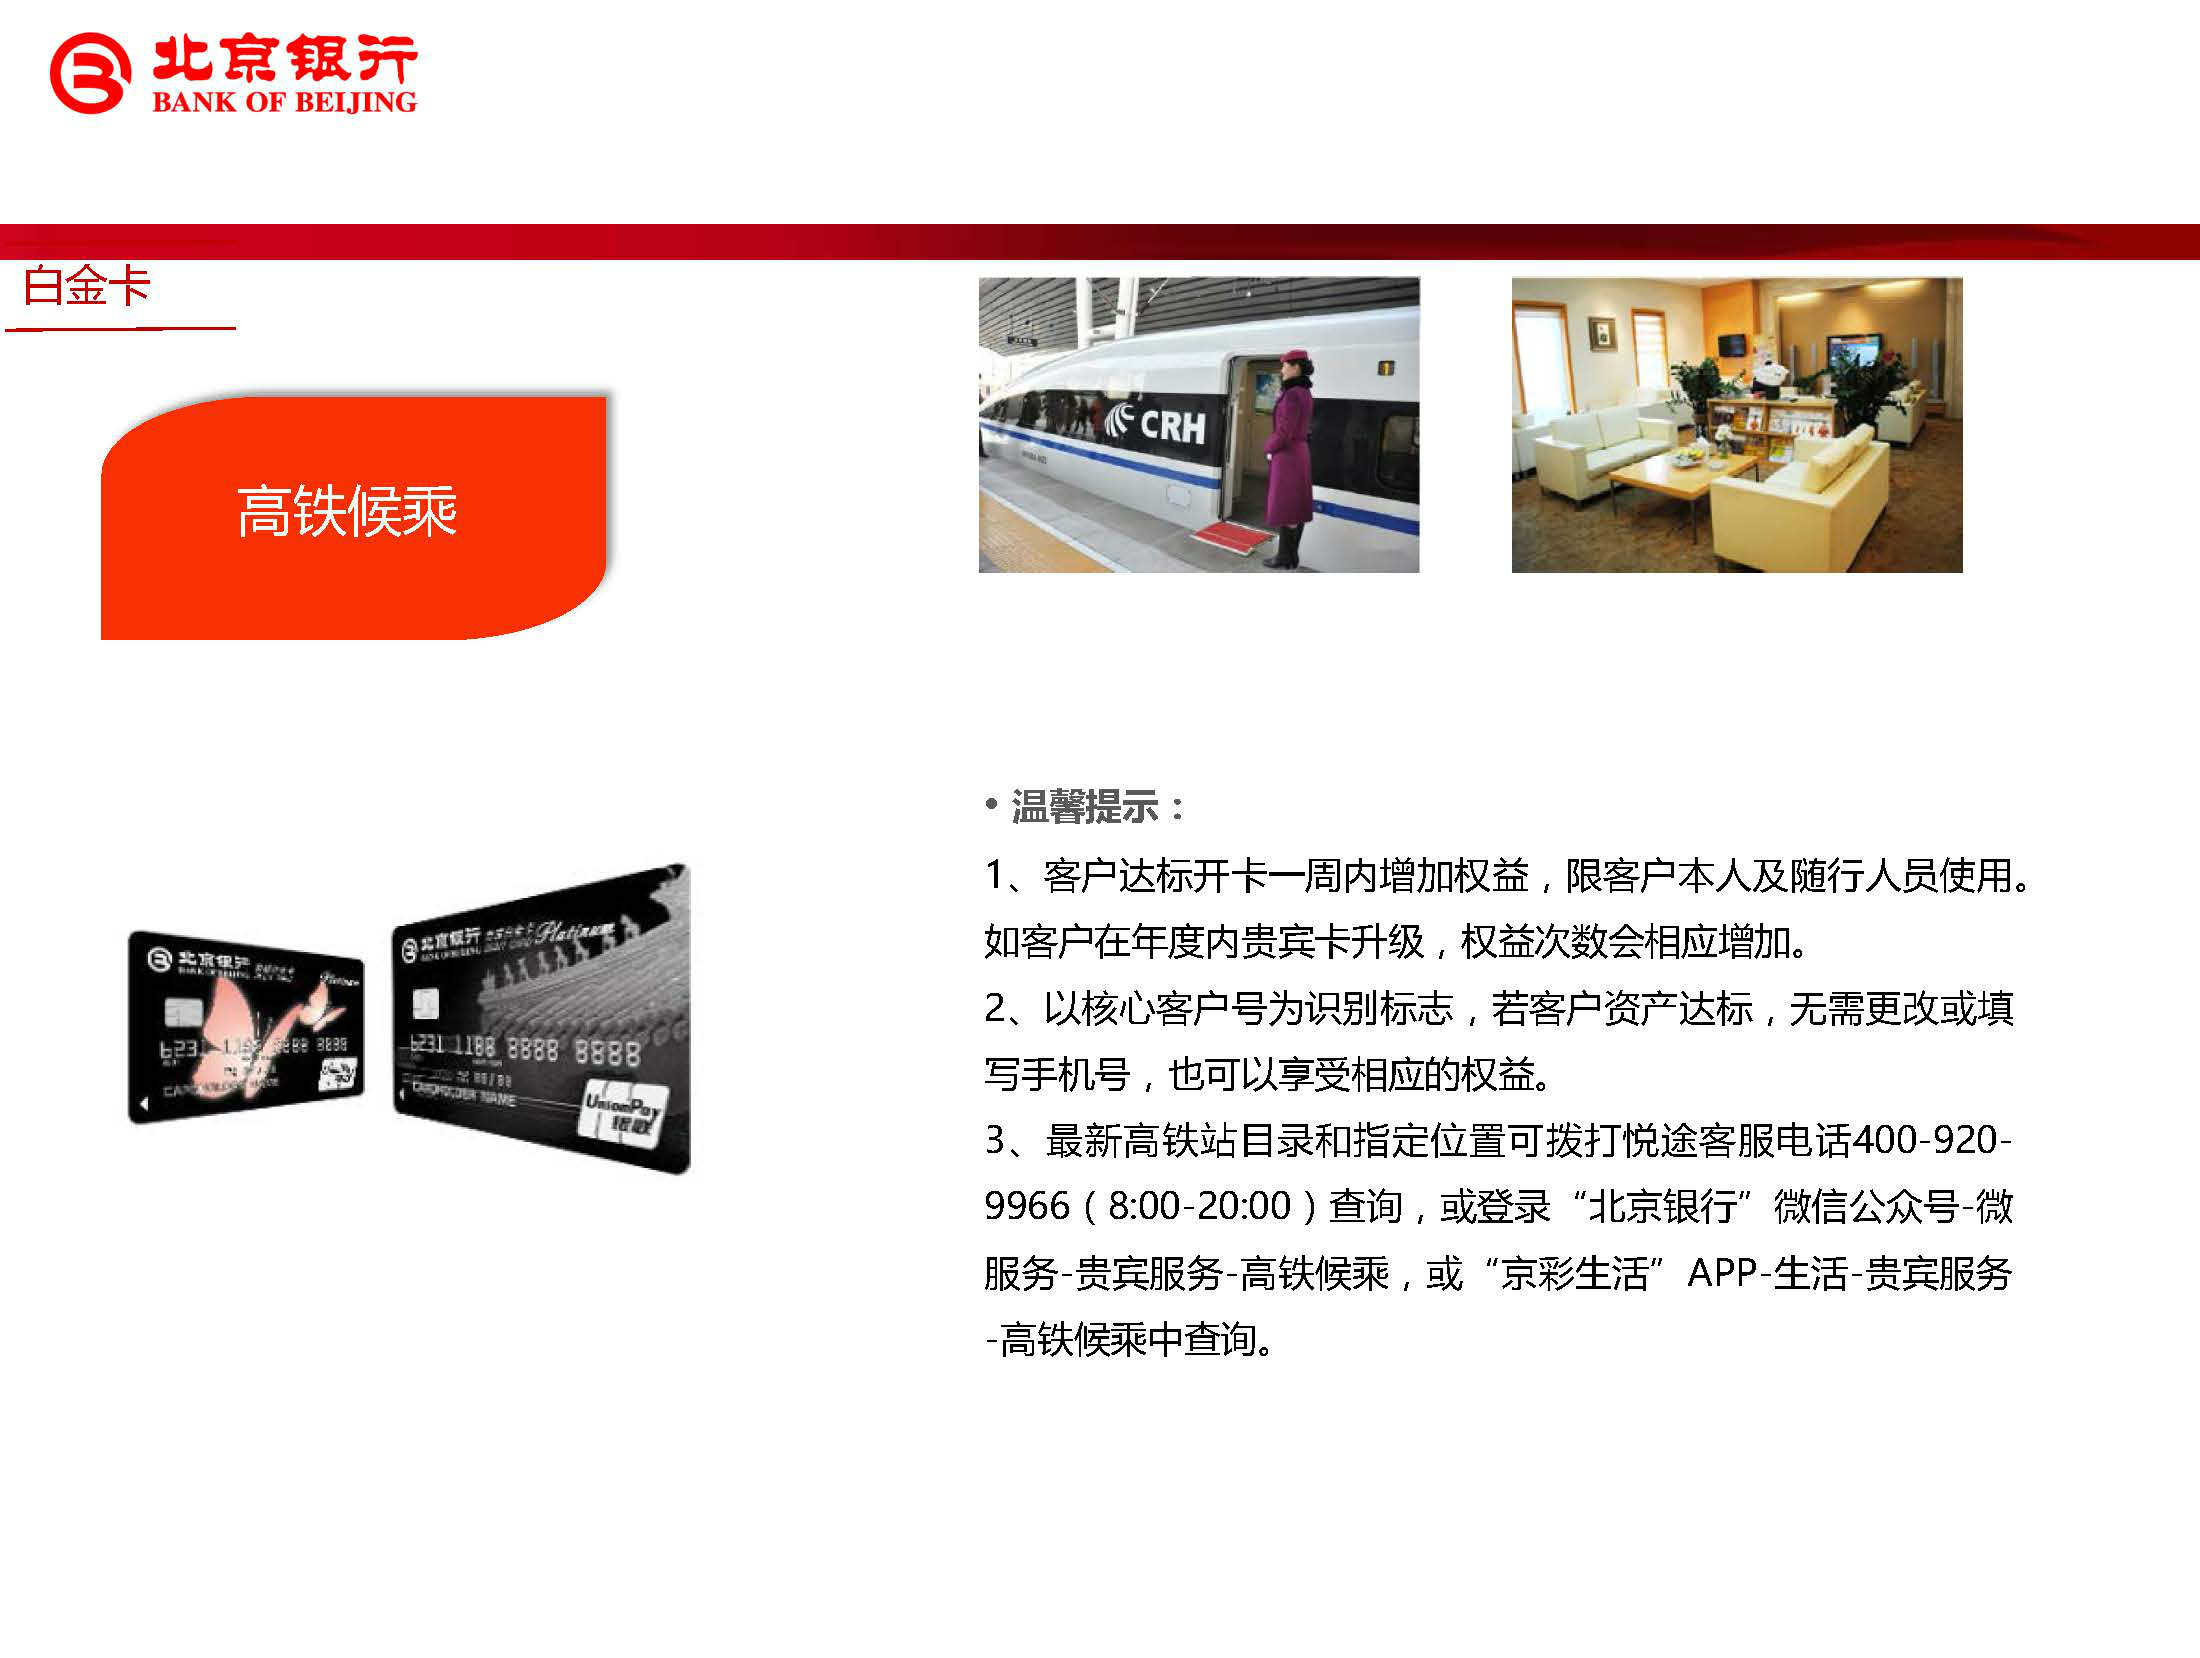 北京银行
BANK OF BEIJING
白金卡
CRH
高铁候乘
• 温馨提示：
1、客户达标开卡一周内增加权益，限客户本人及随行人员使用。
如客户在年度内贵宾卡升级，权益次数会相应增加。
2、以核心客户号为识别标志，若客户资产达标，无需更改或填
写手机号，也可以享受相应的权益。
3、最新高铁站目录和指定位置可拨打悦途客服电话400-920-
9966（8:00-20:00）查询，或登录“北京银行”微信公众号-微
服务-贵宾服务-高铁候乘，或“京彩生活”APP-生活-贵宾服务
-高铁候乘中查询。
北京银行
Platinum
6231 1188 8888 8888
CARDHOLDER NAME
UnionPay
银联
北京银行
BANK OF BEIJING
Platinum